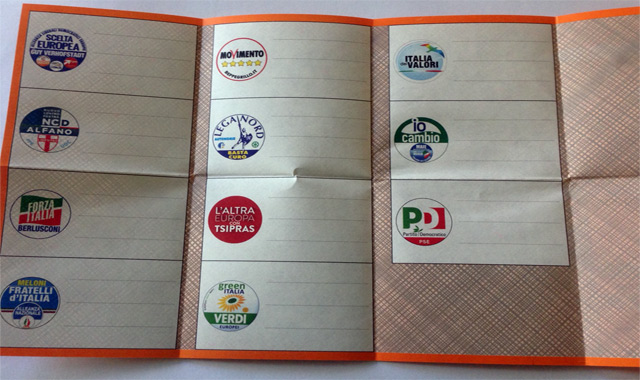 SCELTA
EUROPEA
GUY VERHOFSTADT
NCD
ALFANO
FORZA
ITALIA
BERLUSCONI
MELONI
FRATELLI
d'ITALIA
ALLEANZA
NAZIONALE
MOVIMENTO
BEPPEGRILLO.IT
LEGA NORD
AUTONOMIE
BASTA
EURO
L'ALTRA
EUROPA
CON
TSIPRAS
green
ITALIA
VERDI
EUROPEI
ITALIA
DEI
VALORI
io
cambio
MAIE
PD
Partito Democratico
PSE